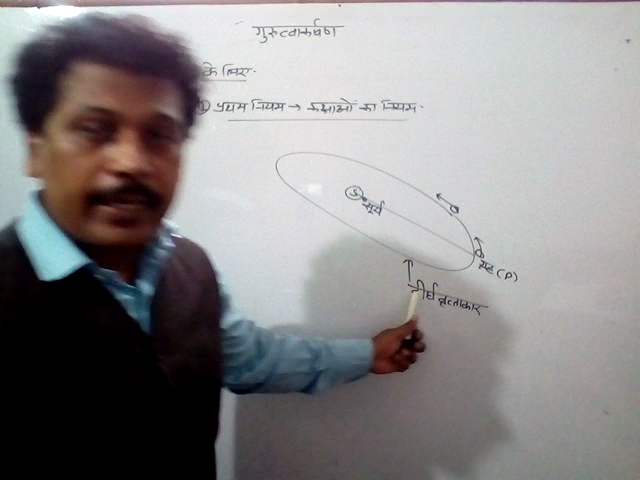 गुरुत्वाकर्षण
के लिए-
① प्रथम नियम → कक्षाओं का नियम-
S
सूर्य
ग्रह (P)
दीर्घ वृत्ताकार